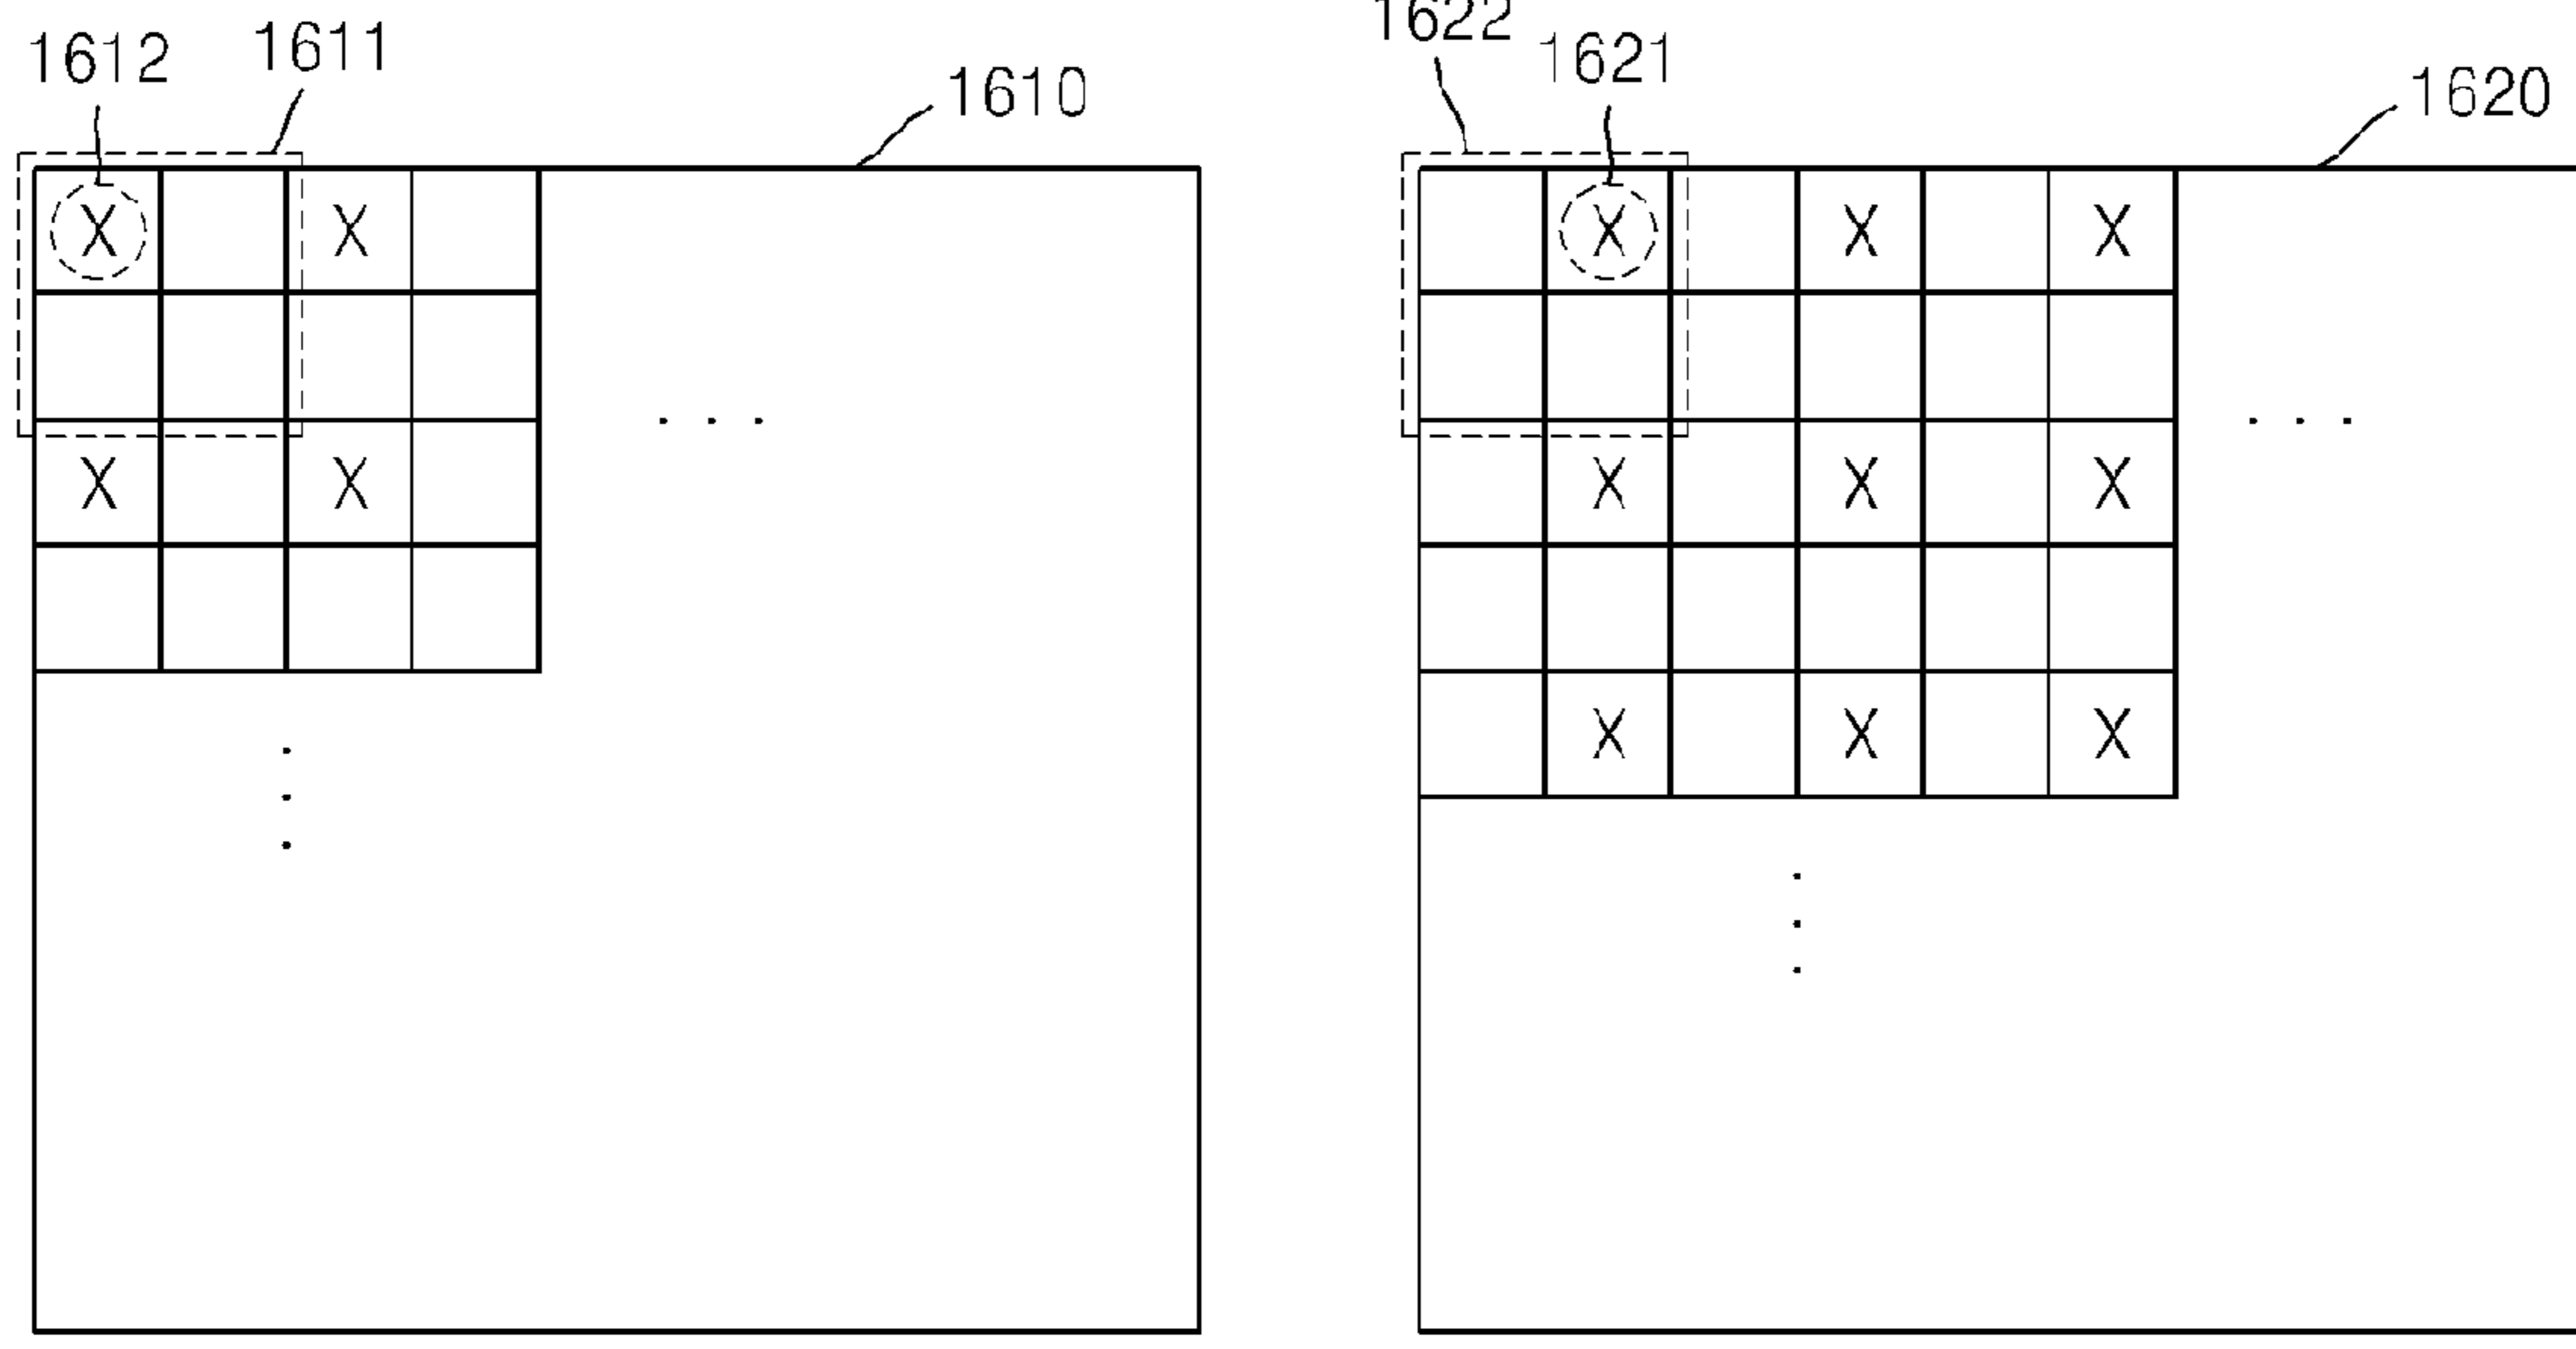 1612 1611 1610
X X
X X
. . .
1622 1621 1620
X X X
X X X
X X X
. . .